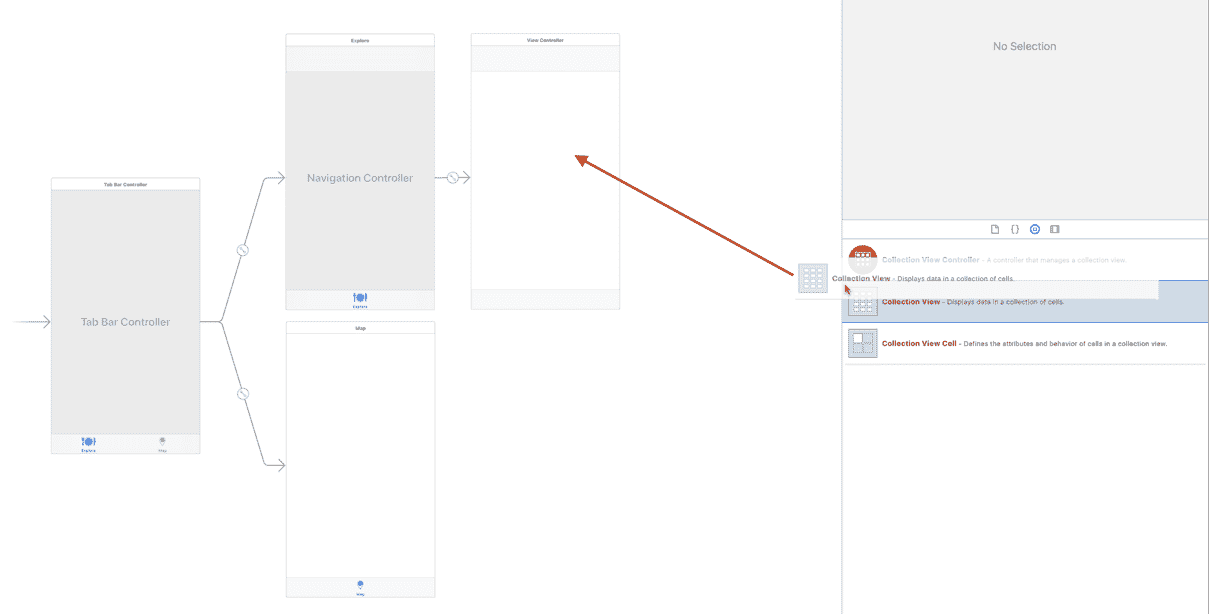 Explore
View Controller
No Selection
Navigation Controller
Tab Bar Controller
Explore
Tab Bar Controller
Explore
Map
Map
Map
{}
Collection View Controller - A controller that manages a collection view.
Collection View - Displays data in a collection of cells.
Collection View - Displays data in a collection of cells.
Collection View Cell - Defines the attributes and behavior of cells in a collection view.